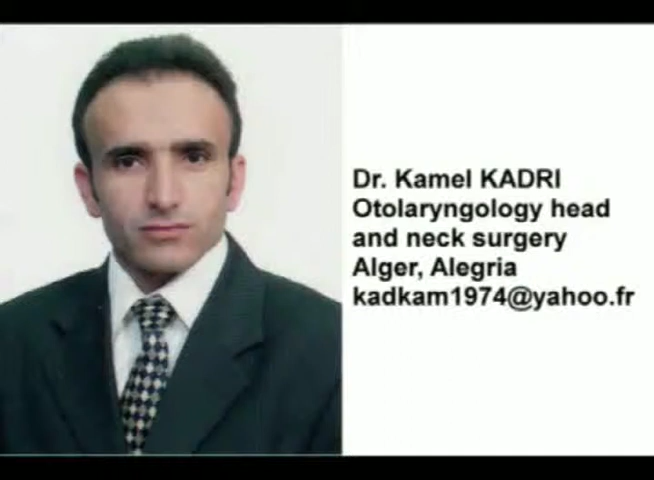 Dr. Kamel KADRI
Otolaryngology head
and neck surgery
Alger, Alegria
kadkam1974@yahoo.fr